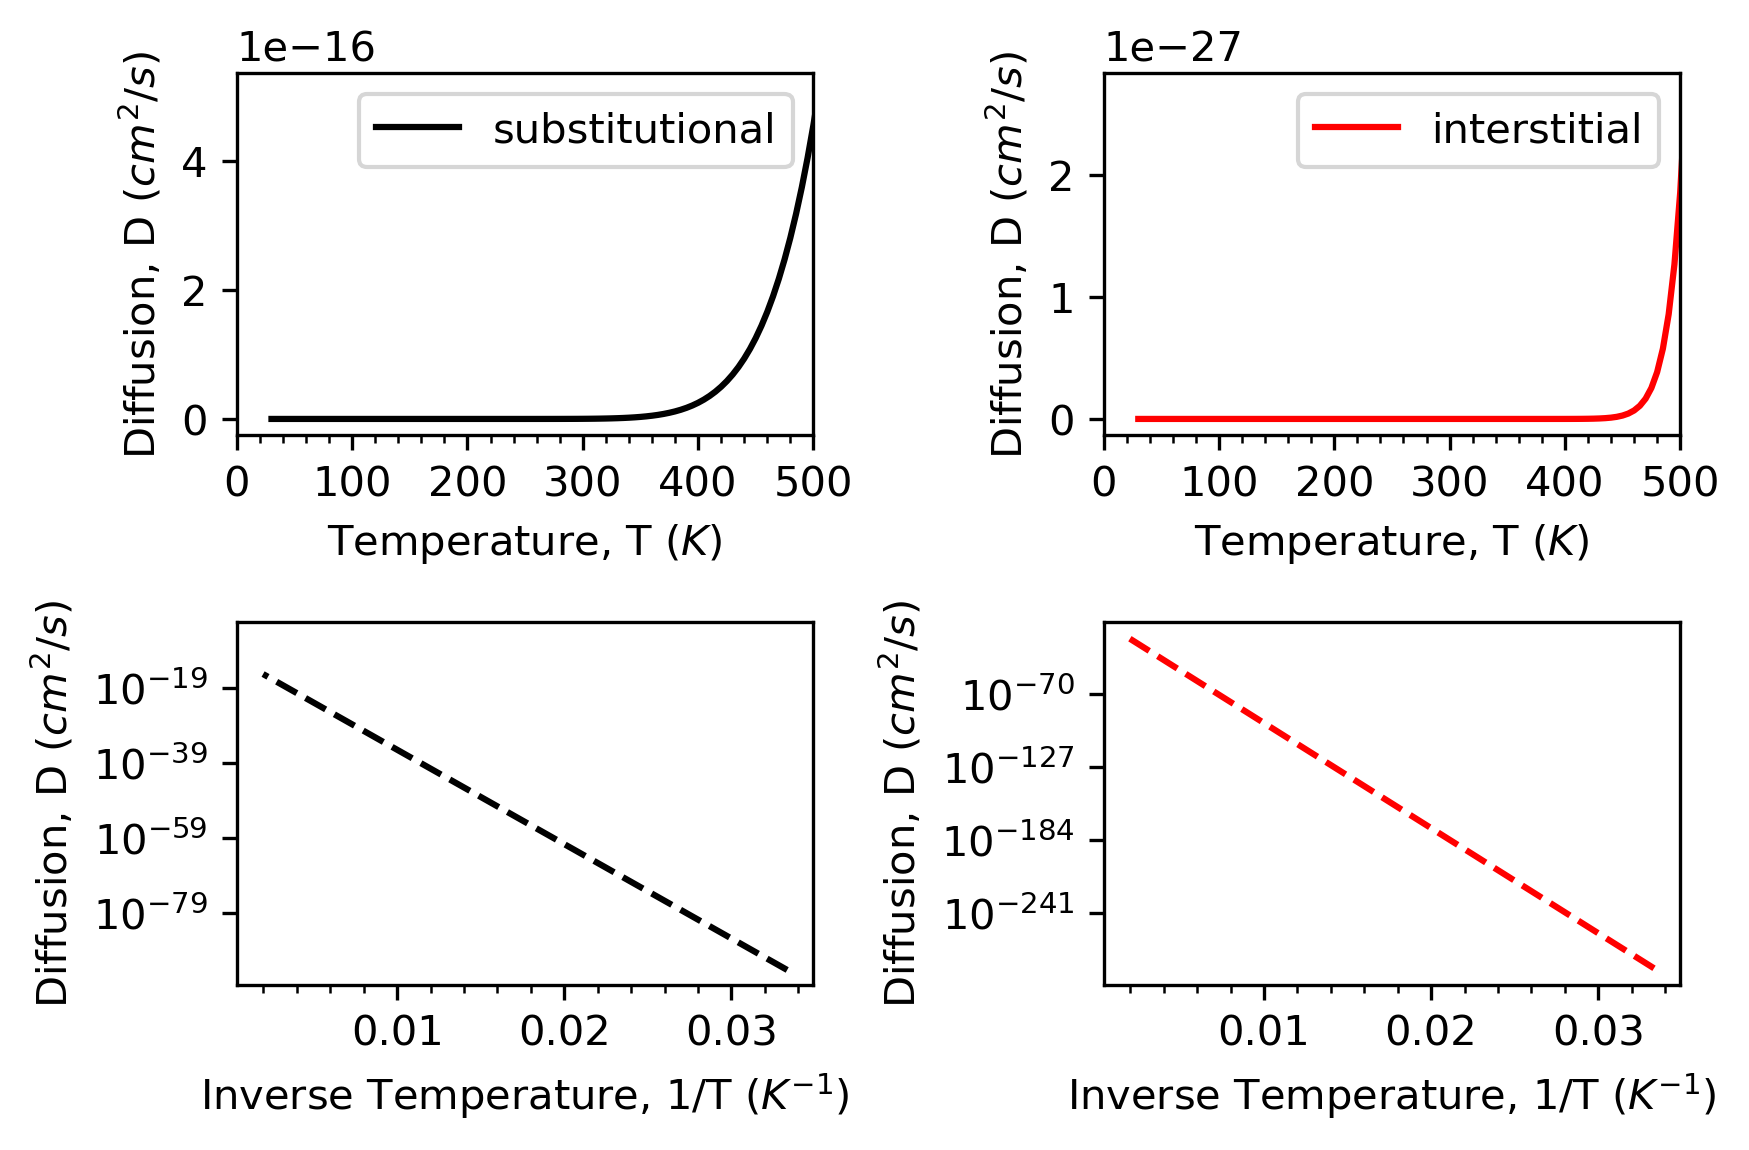 1e−16
substitutional
Diffusion, D (cm²/s)
4
2
0
0 100 200 300 400 500
Temperature, T (K)
1e−27
interstitial
Diffusion, D (cm²/s)
2
1
0
0 100 200 300 400 500
Temperature, T (K)
Diffusion, D (cm²/s)
10⁻¹⁹
10⁻³⁹
10⁻⁵⁹
10⁻⁷⁹
0.01 0.02 0.03
Inverse Temperature, 1/T (K⁻¹)
Diffusion, D (cm²/s)
10⁻⁷⁰
10⁻¹²⁷
10⁻¹⁸⁴
10⁻²⁴¹
0.01 0.02 0.03
Inverse Temperature, 1/T (K⁻¹)